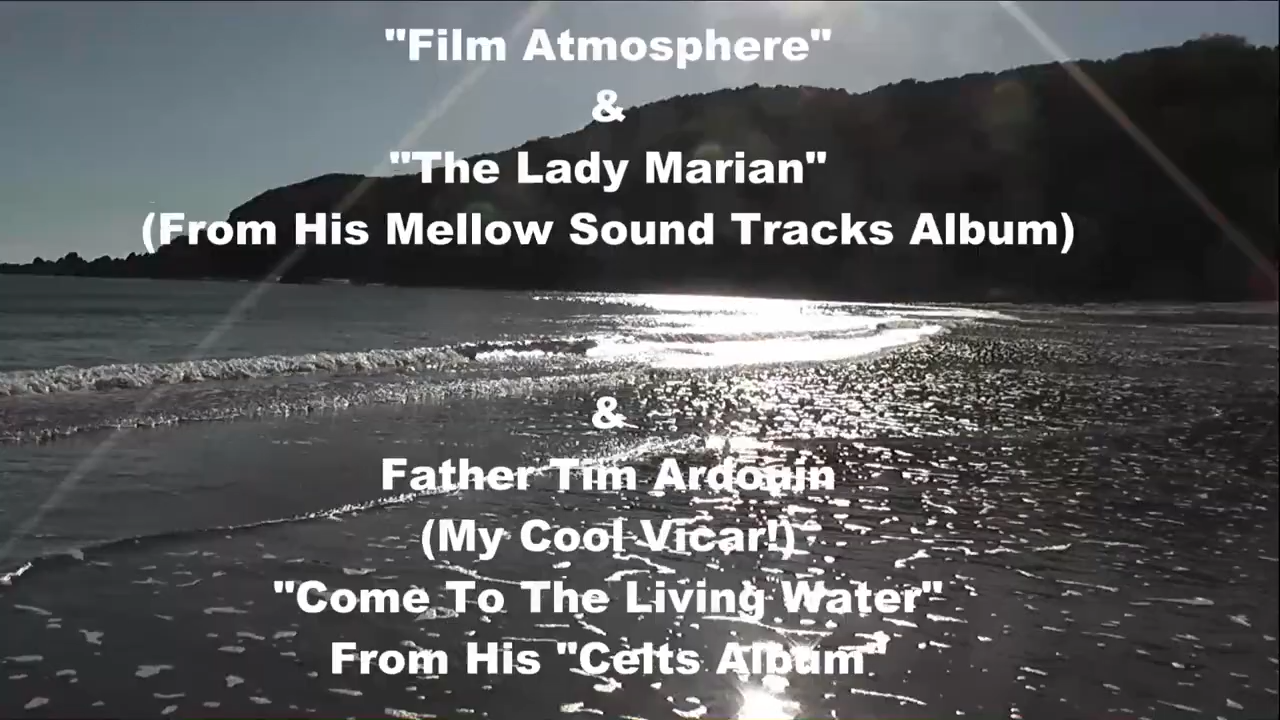 "Film Atmosphere"
&
"The Lady Marian"
(From His Mellow Sound Tracks Album)
&
Father Tim Ardouin
(My Cool Vicar!)
"Come To The Living Water"
From His "Celts Album"